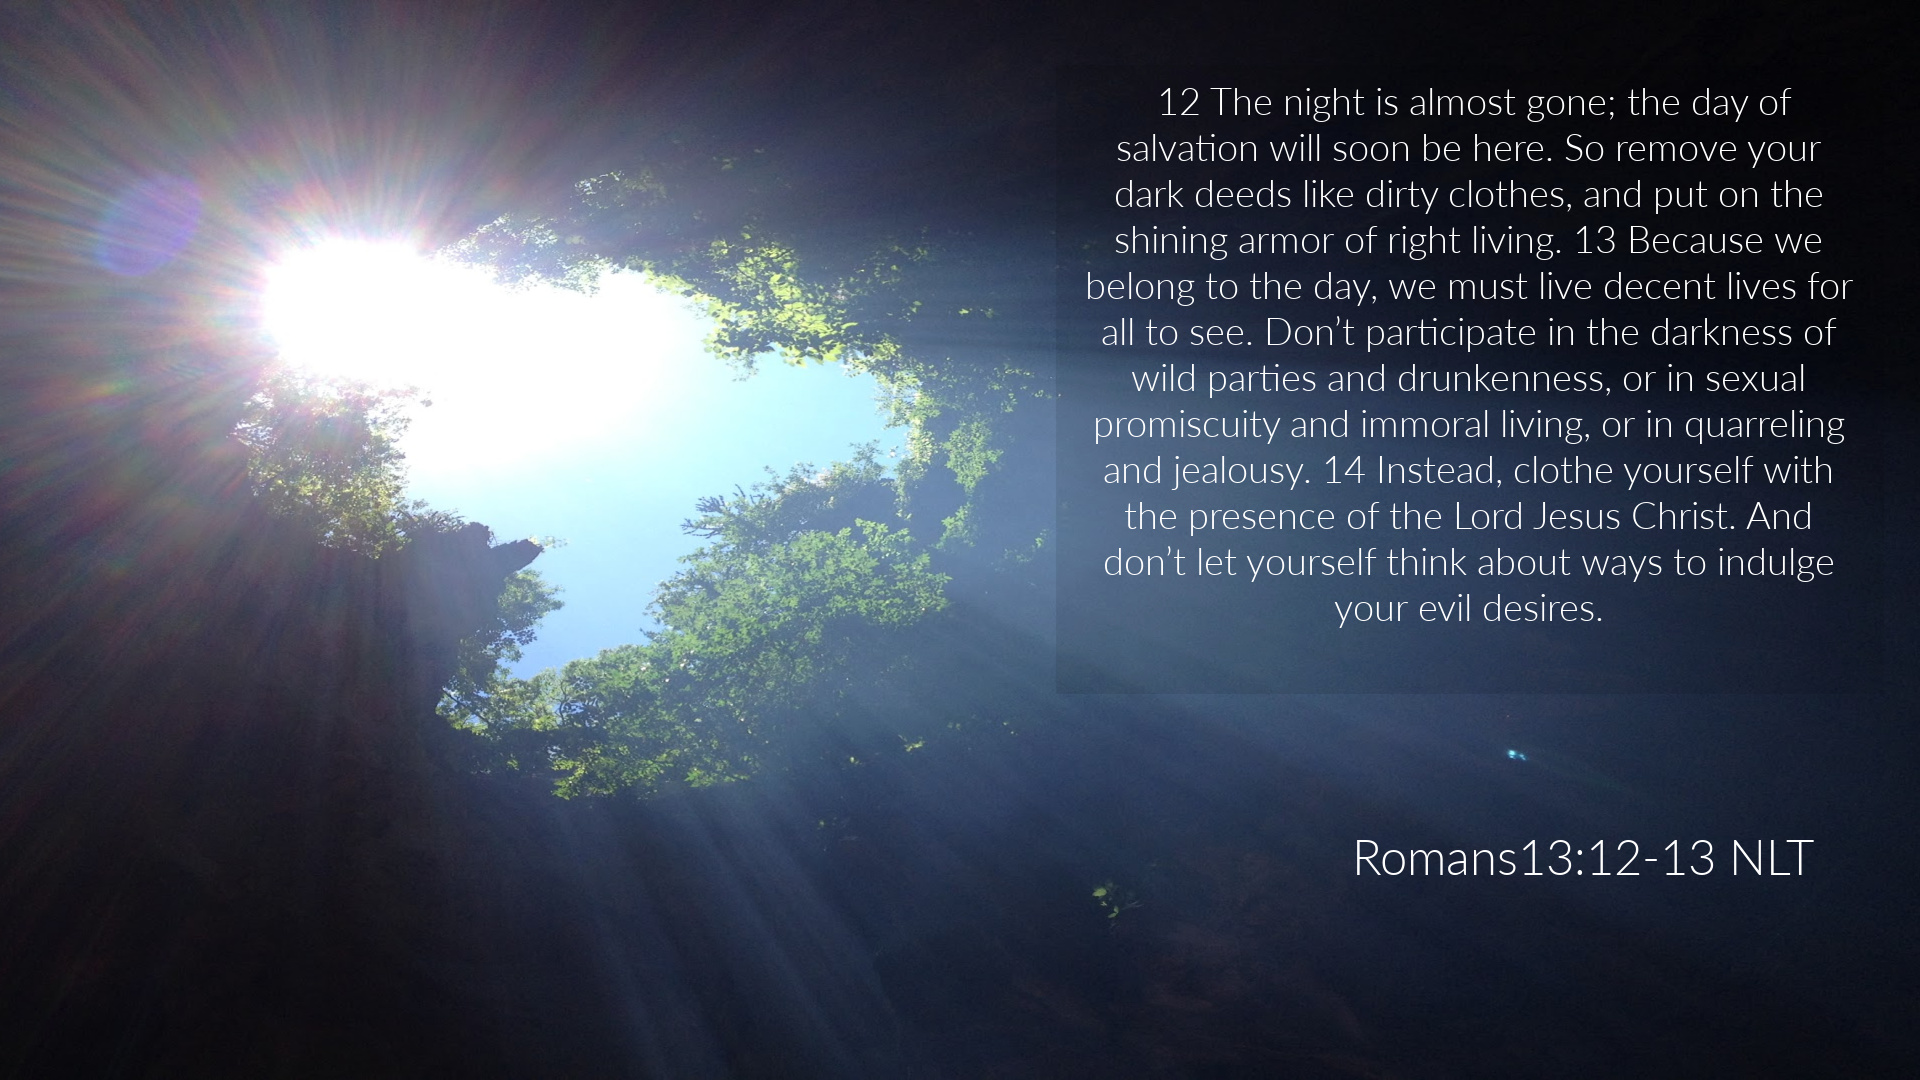 12 The night is almost gone; the day of
salvation will soon be here. So remove your
dark deeds like dirty clothes, and put on the
shining armor of right living. 13 Because we
belong to the day, we must live decent lives for
all to see. Don’t participate in the darkness of
wild parties and drunkenness, or in sexual
promiscuity and immoral living, or in quarreling
and jealousy. 14 Instead, clothe yourself with
the presence of the Lord Jesus Christ. And
don’t let yourself think about ways to indulge
your evil desires.
Romans13:12-13 NLT